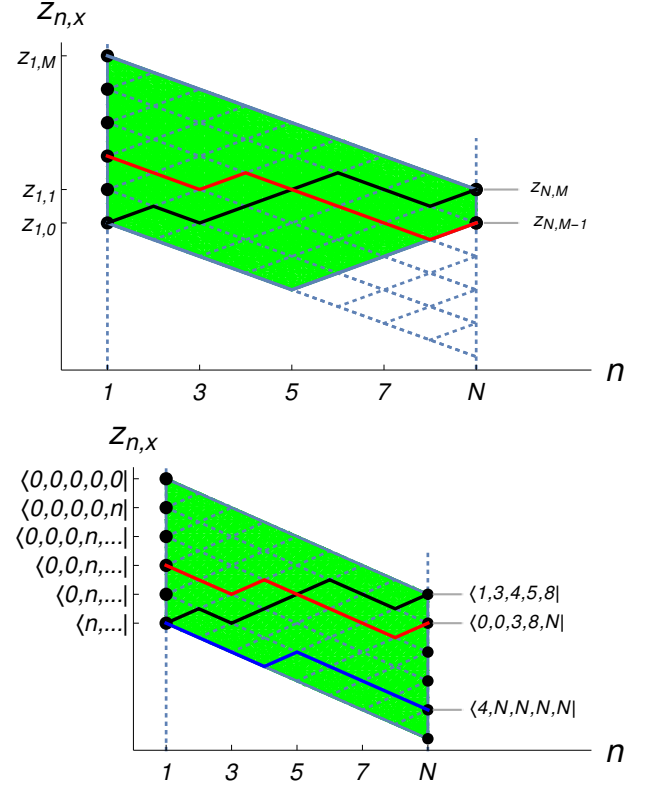 z_{n,x}
z_{1,M}
z_{1,1}
z_{1,0}
z_{N,M}
z_{N,M−1}
1 3 5 7 N n
z_{n,x}
⟨0,0,0,0,0|
⟨0,0,0,0,n|
⟨0,0,0,n,...|
⟨0,0,n,...|
⟨0,n,...|
⟨n,...|
⟨1,3,4,5,8|
⟨0,0,3,8,N|
⟨4,N,N,N,N|
1 3 5 7 N n